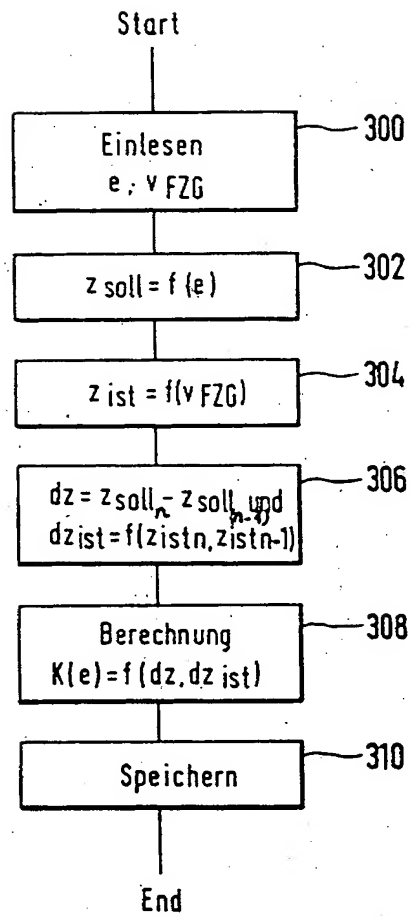 Start
Einlesen
e, v FZG
300
z soll = f (e)
302
z ist = f(v FZG)
304
dz = z soll n - z soll (n-1) und
dz ist = f(z ist n, z ist n-1)
306
Berechnung
K(e) = f (dz, dz ist)
308
Speichern
310
End